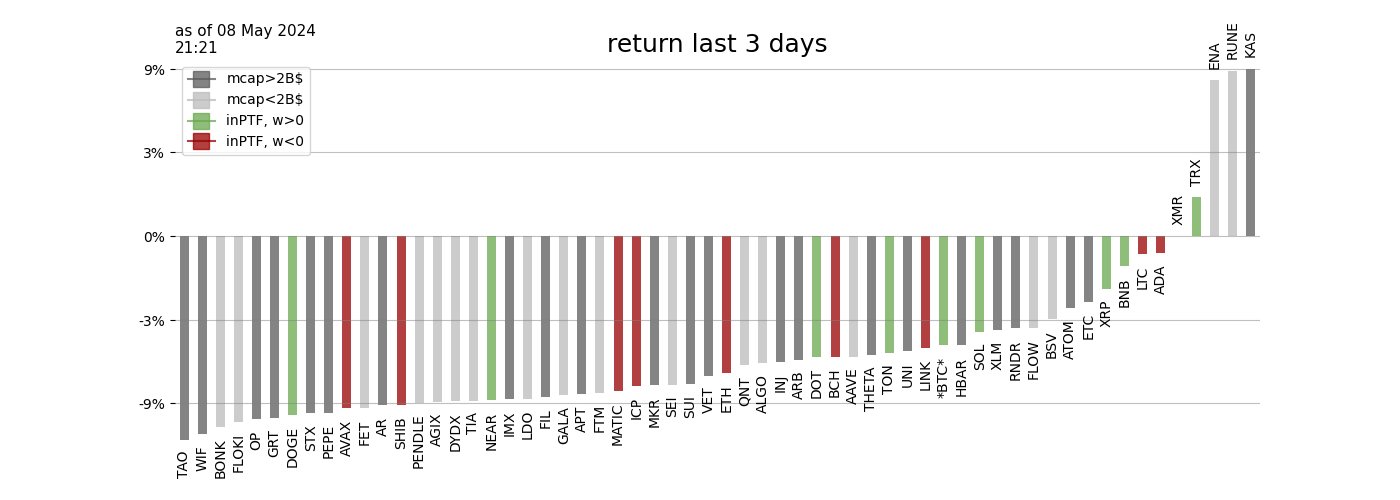 as of 08 May 2024
21:21
return last 3 days
mcap>2B$
mcap<2B$
inPTF, w>0
inPTF, w<0
9%
3%
0%
-3%
-9%
TAO
WIF
BONK
FLOKI
OP
GRT
DOGE
STX
PEPE
AVAX
FET
AR
SHIB
PENDLE
AGIX
DYDX
TIA
NEAR
IMX
LDO
FIL
GALA
APT
FTM
MATIC
ICP
MKR
SEI
SUI
VET
ETH
QNT
ALGO
INJ
ARB
DOT
BCH
AAVE
THETA
TON
UNI
LINK
*BTC*
HBAR
SOL
XLM
RNDR
FLOW
BSV
ATOM
ETC
XRP
BNB
LTC
ADA
XMR
TRX
ENA
RUNE
KAS